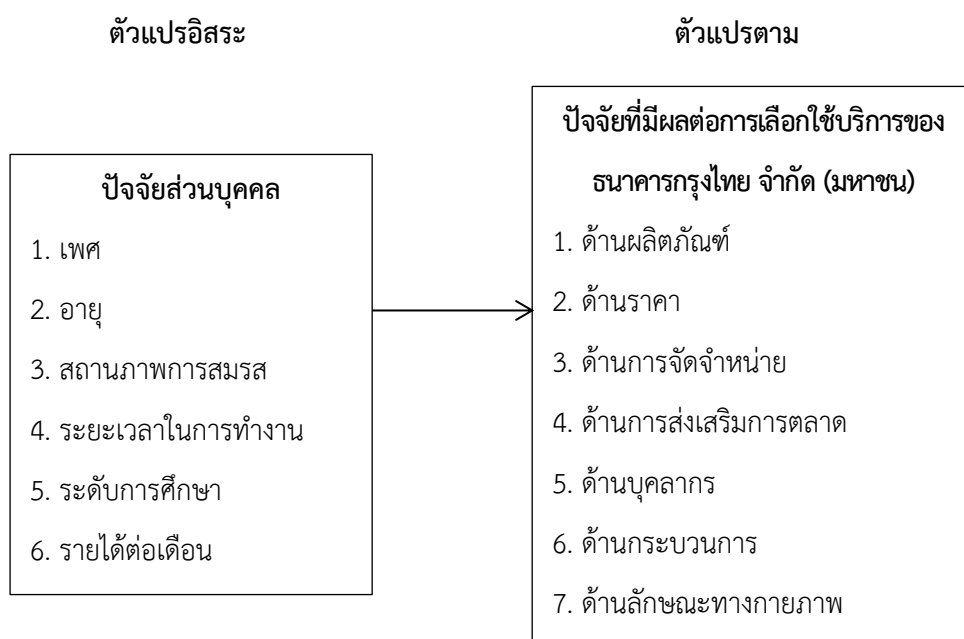 ตัวแปรอิสระ
ตัวแปรตาม
ปัจจัยส่วนบุคคล
1. เพศ
2. อายุ
3. สถานภาพการสมรส
4. ระยะเวลาในการทำงาน
5. ระดับการศึกษา
6. รายได้ต่อเดือน
ปัจจัยที่มีผลต่อการเลือกใช้บริการของ
ธนาคารกรุงไทย จำกัด (มหาชน)
1. ด้านผลิตภัณฑ์
2. ด้านราคา
3. ด้านการจัดจำหน่าย
4. ด้านการส่งเสริมการตลาด
5. ด้านบุคลากร
6. ด้านกระบวนการ
7. ด้านลักษณะทางกายภาพ